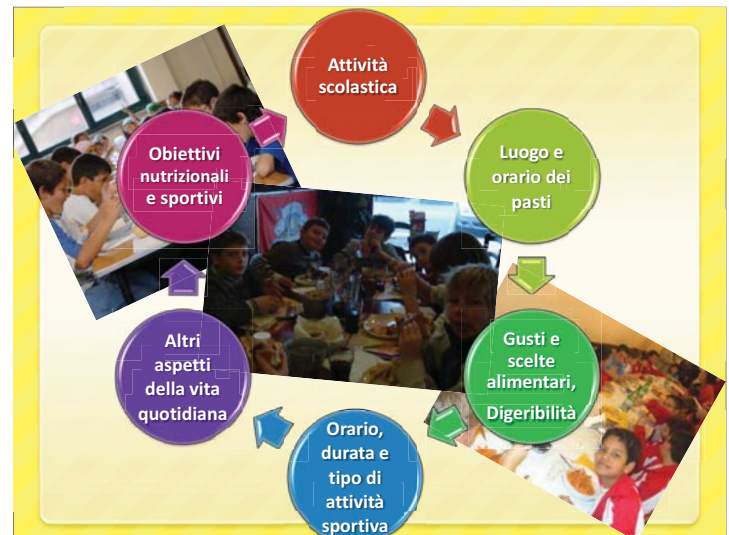 Attività
scolastica
Luogo e
orario dei
pasti
Gusti e
scelte
alimentari,
Digeribilità
Orario,
durata e
tipo di
attività
sportiva
Altri
aspetti
della vita
quotidiana
Obiettivi
nutrizionali
e sportivi